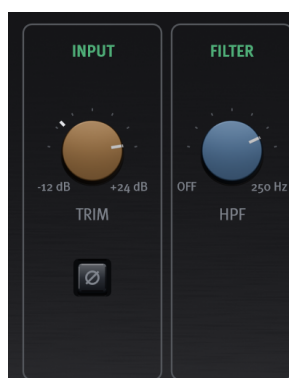 INPUT
FILTER
-12 dB
+24 dB
OFF
250 Hz
TRIM
HPF
Ø